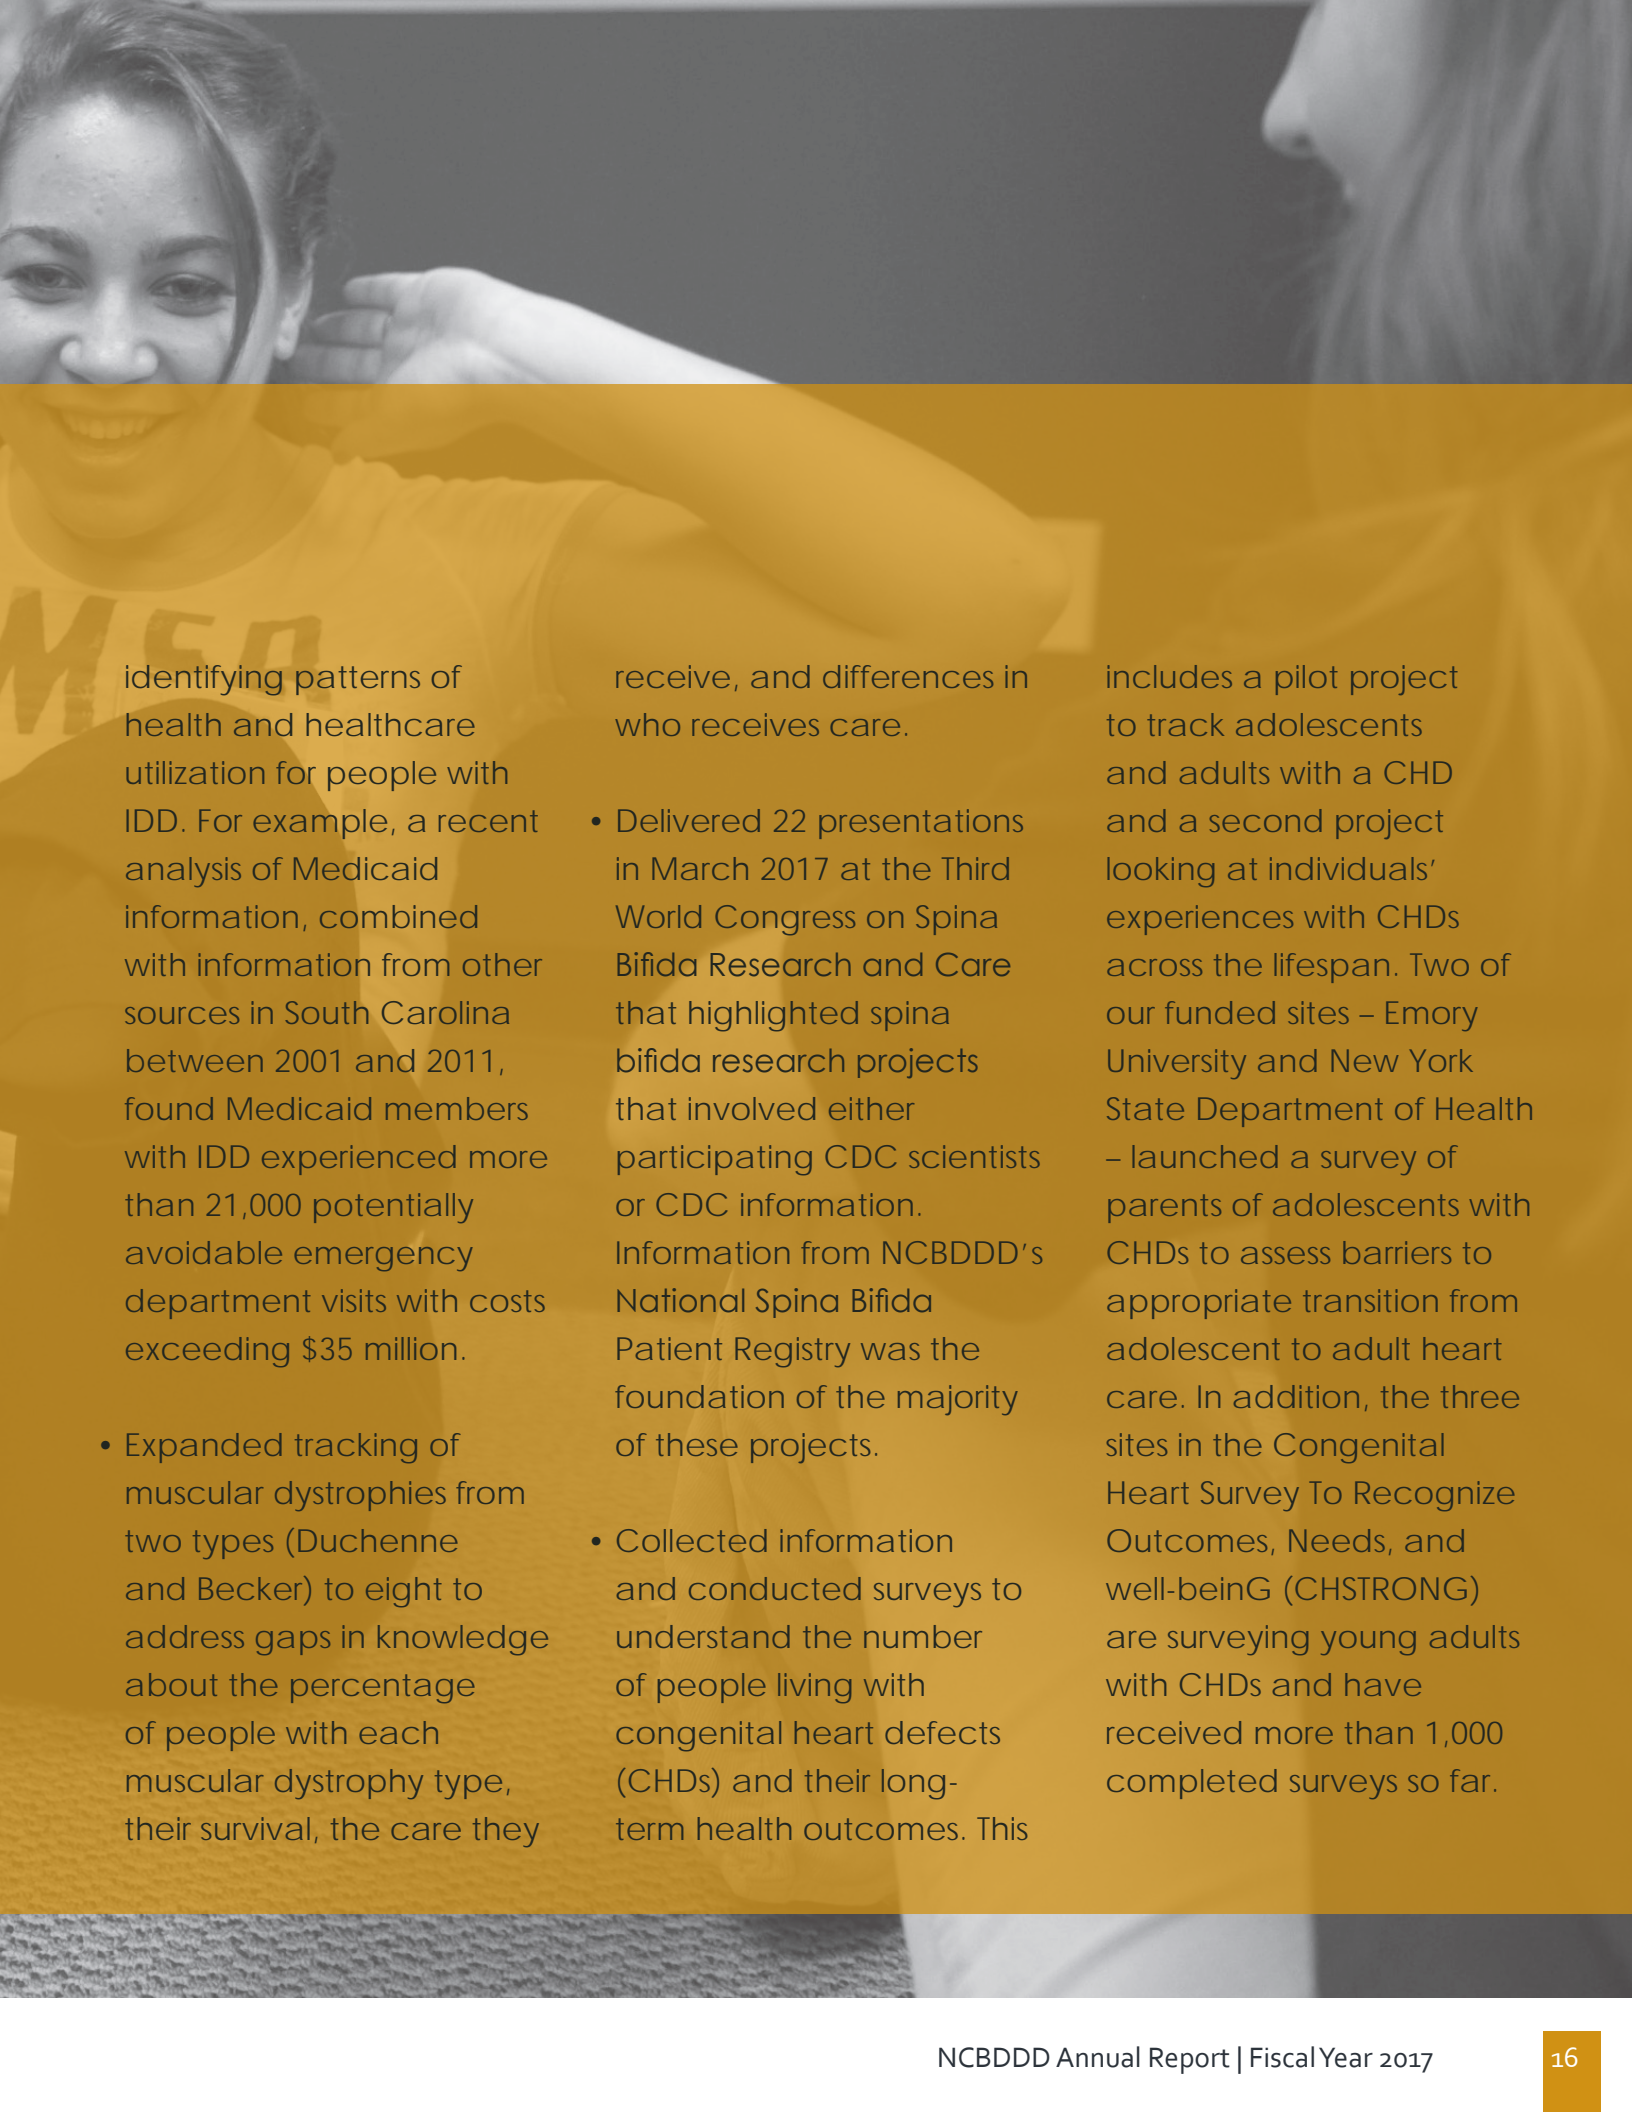 identifying patterns of
health and healthcare
utilization for people with
IDD. For example, a recent
analysis of Medicaid
information, combined
with information from other
sources in South Carolina
between 2001 and 2011,
found Medicaid members
with IDD experienced more
than 21,000 potentially
avoidable emergency
department visits with costs
exceeding $35 million.
• Expanded tracking of
muscular dystrophies from
two types (Duchenne
and Becker) to eight to
address gaps in knowledge
about the percentage
of people with each
muscular dystrophy type,
their survival, the care they
receive, and differences in
who receives care.
• Delivered 22 presentations
in March 2017 at the Third
World Congress on Spina
Bifida Research and Care
that highlighted spina
bifida research projects
that involved either
participating CDC scientists
or CDC information.
Information from NCBDDD’s
National Spina Bifida
Patient Registry was the
foundation of the majority
of these projects.
• Collected information
and conducted surveys to
understand the number
of people living with
congenital heart defects
(CHDs) and their long-
term health outcomes. This
includes a pilot project
to track adolescents
and adults with a CHD
and a second project
looking at individuals’
experiences with CHDs
across the lifespan. Two of
our funded sites – Emory
University and New York
State Department of Health
– launched a survey of
parents of adolescents with
CHDs to assess barriers to
appropriate transition from
adolescent to adult heart
care. In addition, the three
sites in the Congenital
Heart Survey To Recognize
Outcomes, Needs, and
well-beinG (CHSTRONG)
are surveying young adults
with CHDs and have
received more than 1,000
completed surveys so far.
NCBDDD Annual Report | Fiscal Year 2017
16